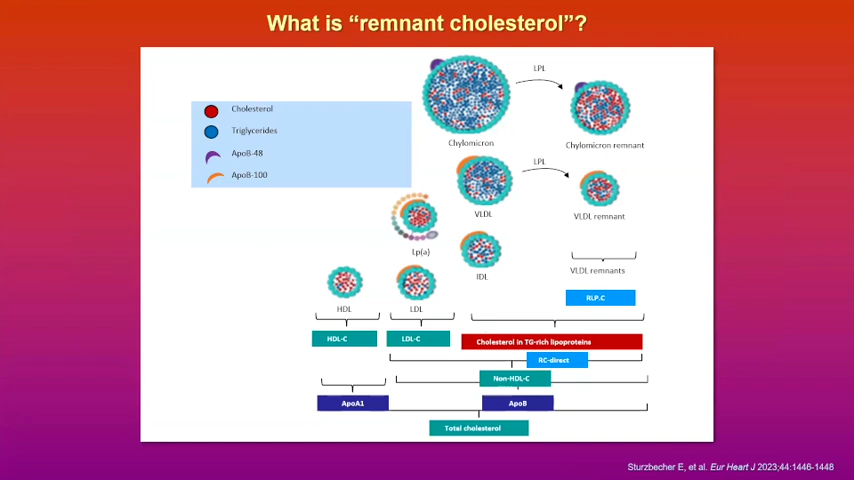 What is “remnant cholesterol”?
Cholesterol
Triglycerides
ApoB-48
ApoB-100
LPL
Chylomicron
Chylomicron remnant
LPL
VLDL
VLDL remnant
Lp(a)
IDL
VLDL remnants
RLP.C
HDL
LDL
HDL-C
LDL-C
Cholesterol in TG-rich lipoproteins
RC-direct
Non-HDL-C
ApoA1
ApoB
Total cholesterol
Sturzbecher E, et al. Eur Heart J 2023;44:1446-1448